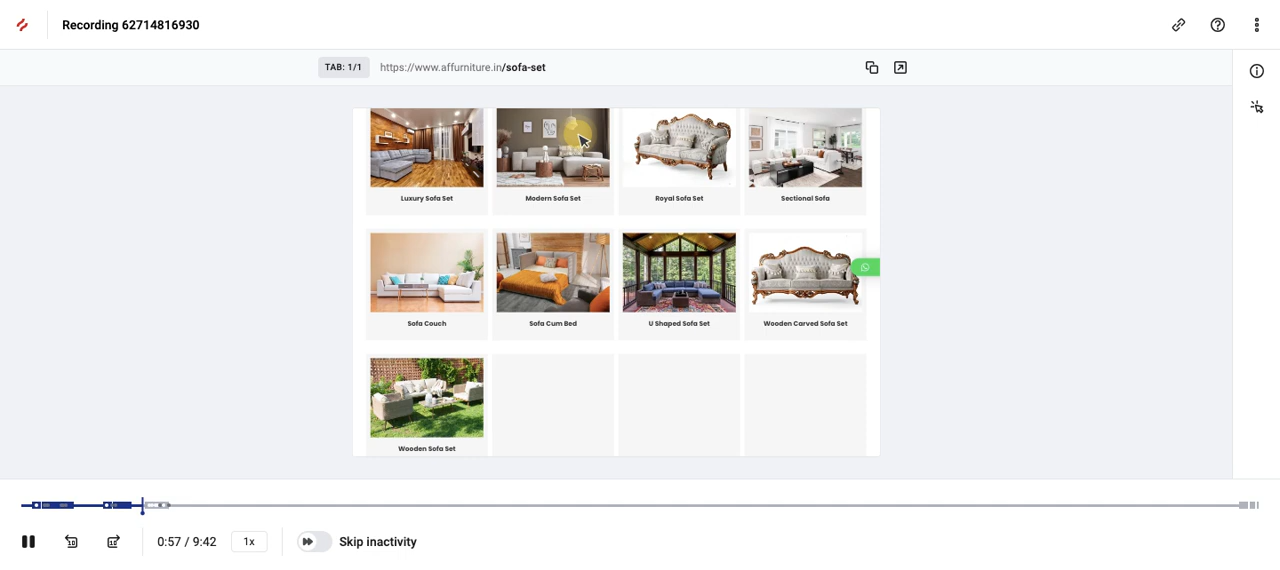 Recording 62714816930
TAB: 1/1 https://www.affurniture.in/sofa-set
Luxury Sofa Set Modern Sofa Set Royal Sofa Set Sectional Sofa
Sofa Couch Sofa Cum Bed U Shaped Sofa Set Wooden Carved Sofa Set
Wooden Sofa Set
0:57 / 9:42 1x Skip inactivity